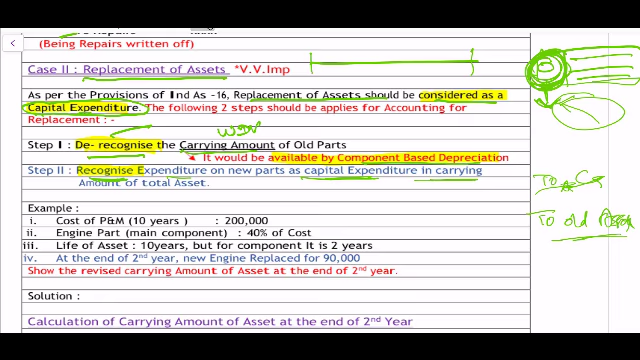 (Being Repairs written off)
Case II : Replacement of Assets *V.V.Imp
As per the Provisions of Ind As -16, Replacement of Assets should be considered as a
Capital Expenditure. The following 2 steps should be applies for Accounting for
Replacement : -
WDV
Step I : De- recognise the Carrying Amount of Old Parts
It would be available by Component Based Depreciation
Step II : Recognise Expenditure on new parts as capital Expenditure in carrying
Amount of total Asset.
To
To old
Example :
i. Cost of P&M (10 years) : 200,000
ii. Engine Part (main component) : 40% of Cost
iii. Life of Asset : 10years, but for component It is 2 years
iv. At the end of 2nd year, new Engine Replaced for 90,000
Show the revised carrying Amount of Asset at the end of 2nd year.
Solution :
Calculation of Carrying Amount of Asset at the end of 2nd Year